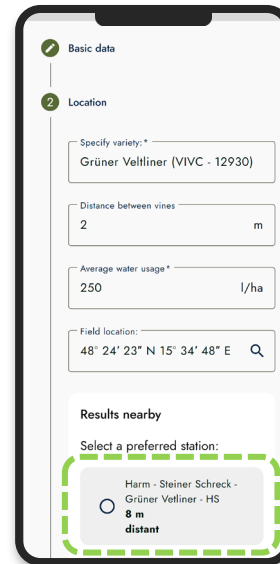 Basic data
2 Location
Specify variety:*
Grüner Veltliner (VIVC - 12930)
Distance between vines
2 m
Average water usage*
250 l/ha
Field location:
48° 24′ 23″ N 15° 34′ 48″ E
Results nearby
Select a preferred station:
Harm - Steiner Schreck -
Grüner Vetliner - HS
8 m
distant